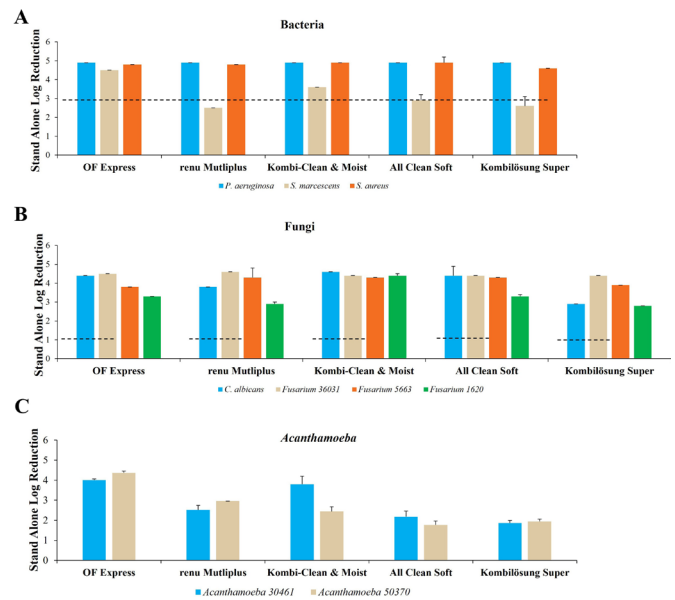 A
Bacteria
Stand Alone Log Reduction
6
5
4
3
2
1
0
OF Express renu Mutliplus Kombi-Clean & Moist All Clean Soft Kombilösung Super
P. aeruginosa S. marcescens S. aureus
B
Fungi
Stand Alone Log Reduction
6
5
4
3
2
1
0
OF Express renu Mutliplus Kombi-Clean & Moist All Clean Soft Kombilösung Super
C. albicans Fusarium 36031 Fusarium 5663 Fusarium 1620
C
Acanthamoeba
Stand Alone Log Reduction
6
5
4
3
2
1
0
OF Express renu Mutliplus Kombi-Clean & Moist All Clean Soft Kombilösung Super
Acanthamoeba 30461 Acanthamoeba 50370